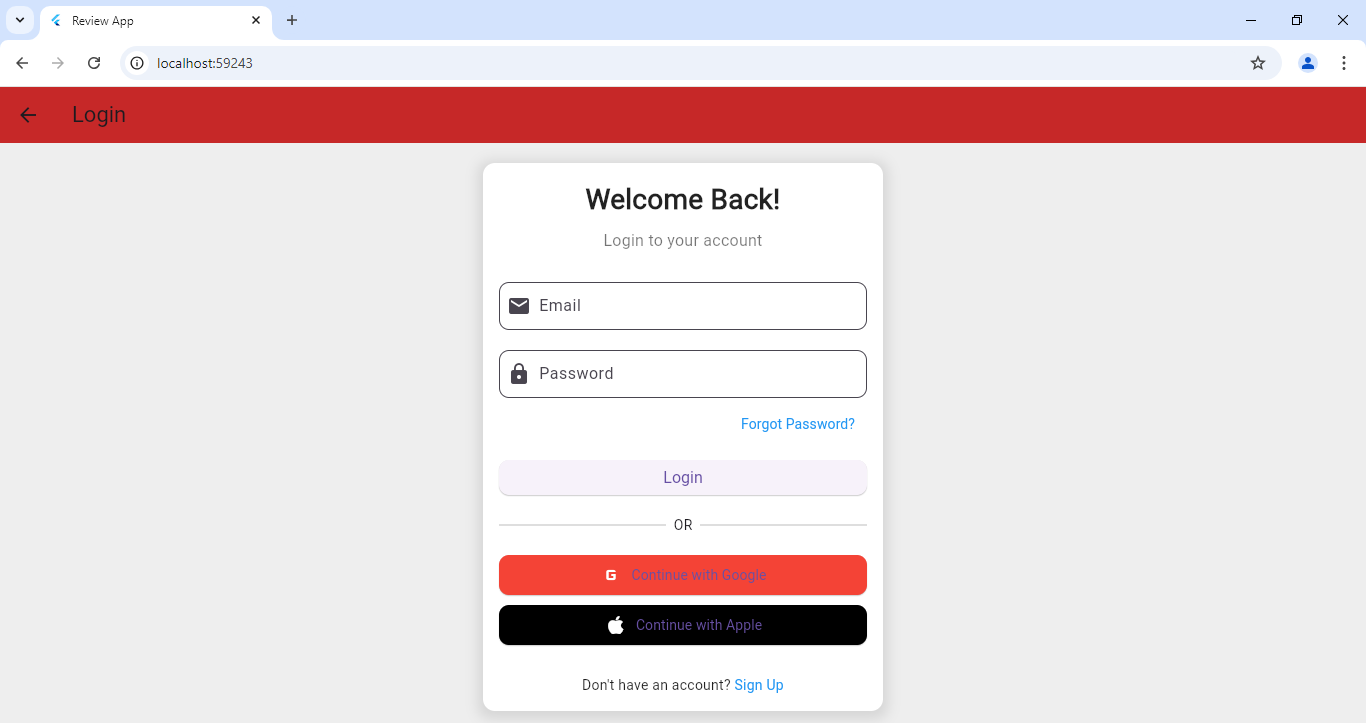 Review App
localhost:59243
Login
Welcome Back!
Login to your account
Email
Password
Forgot Password?
Login
OR
G Continue with Google
Continue with Apple
Don't have an account? Sign Up